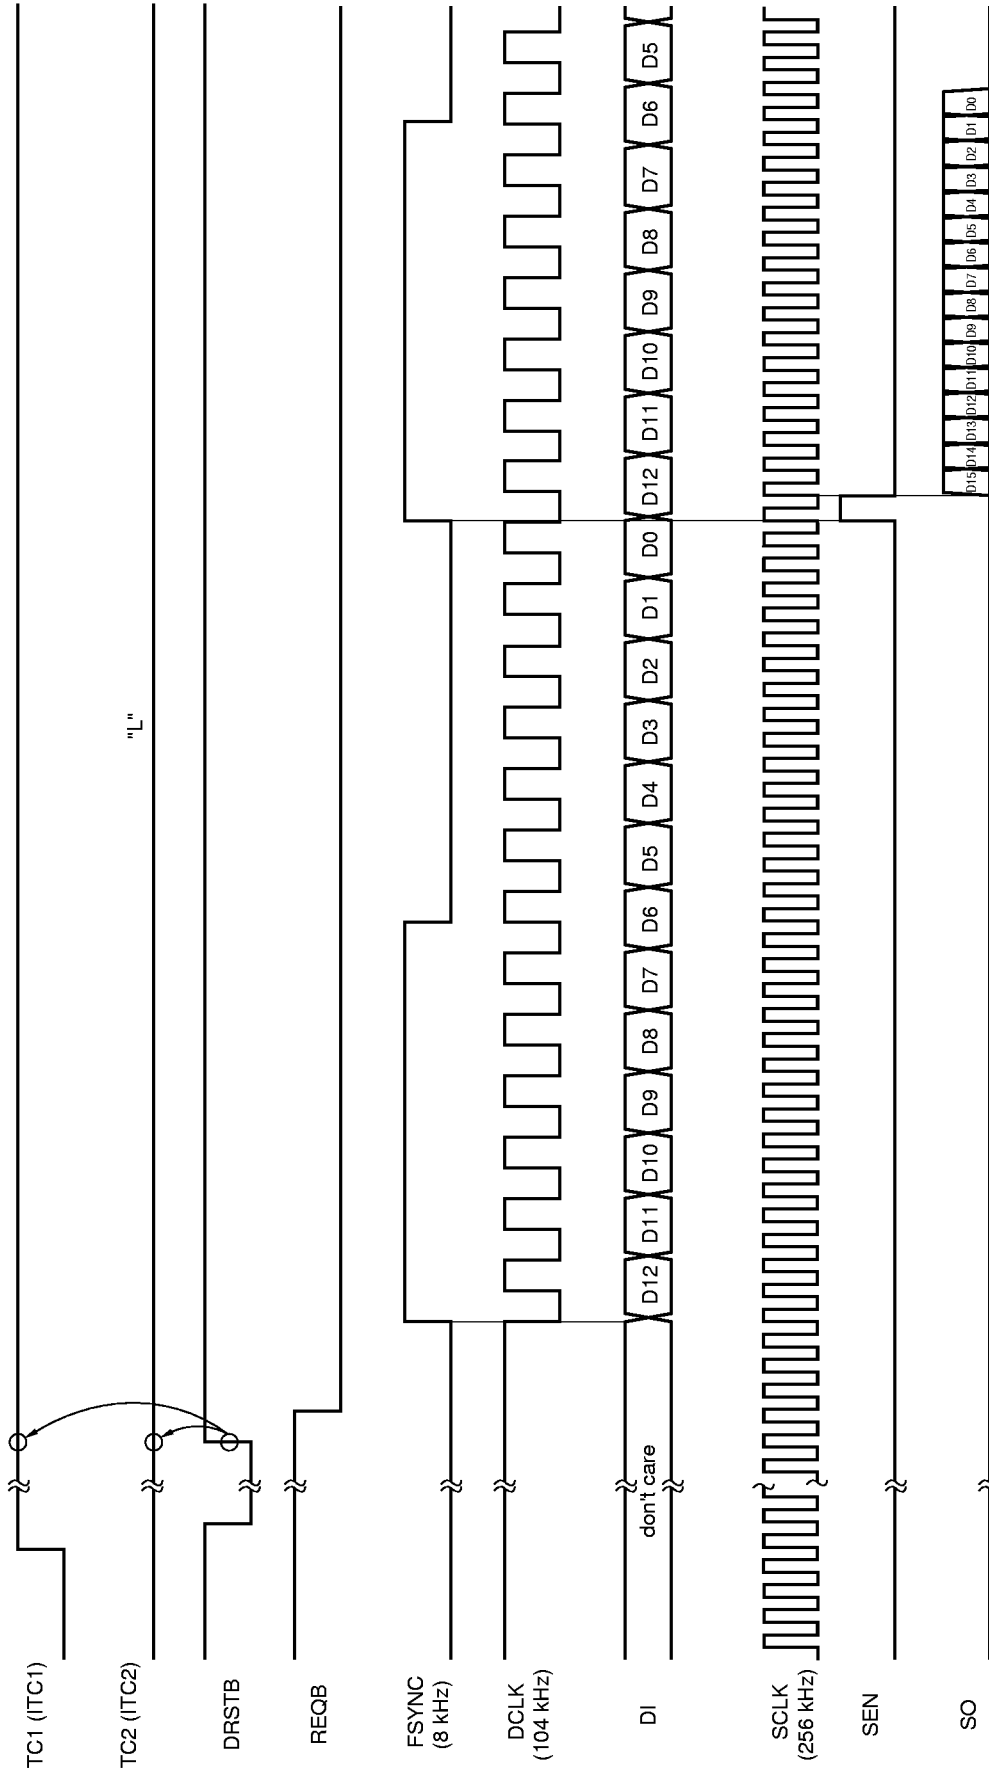 TC1 (ITC1)
TC2 (ITC2)
"L"
DRSTB
REQB
FSYNC
(8 kHz)
DCLK
(104 kHz)
DI
don't care
D12 D11 D10 D9 D8 D7 D6 D5 D4 D3 D2 D1 D0 D12 D11 D10 D9 D8 D7 D6 D5
SCLK
(256 kHz)
SEN
SO
D15 D14 D13 D12 D11 D10 D9 D8 D7 D6 D5 D4 D3 D2 D1 D0